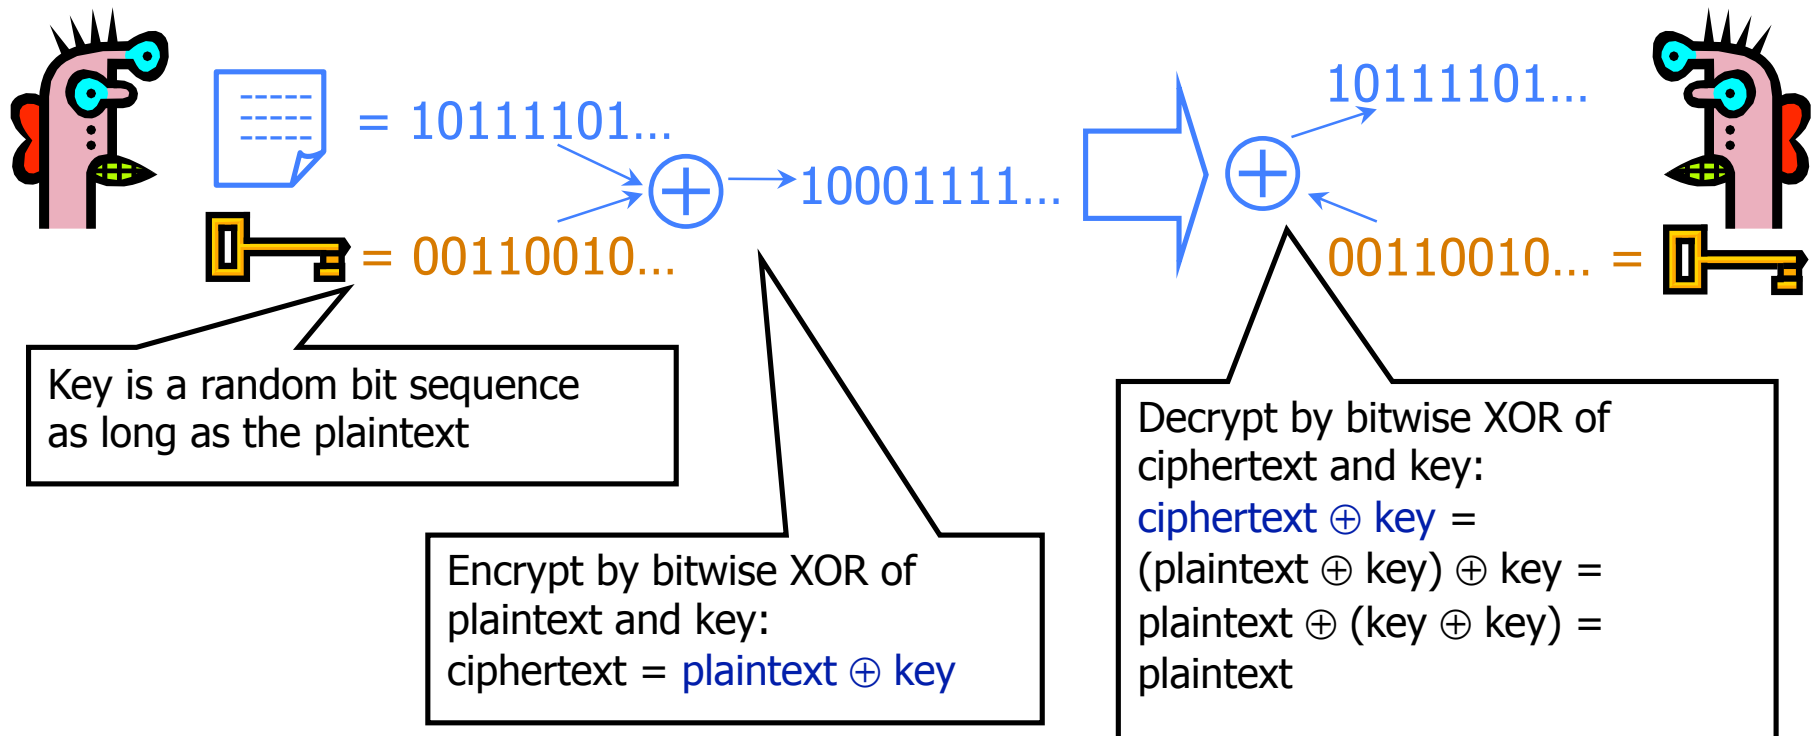 = 10111101...
= 00110010...
10001111...
10111101...
00110010... =
Key is a random bit sequence
as long as the plaintext
Encrypt by bitwise XOR of
plaintext and key:
ciphertext = plaintext ⊕ key
Decrypt by bitwise XOR of
ciphertext and key:
ciphertext ⊕ key =
(plaintext ⊕ key) ⊕ key =
plaintext ⊕ (key ⊕ key) =
plaintext